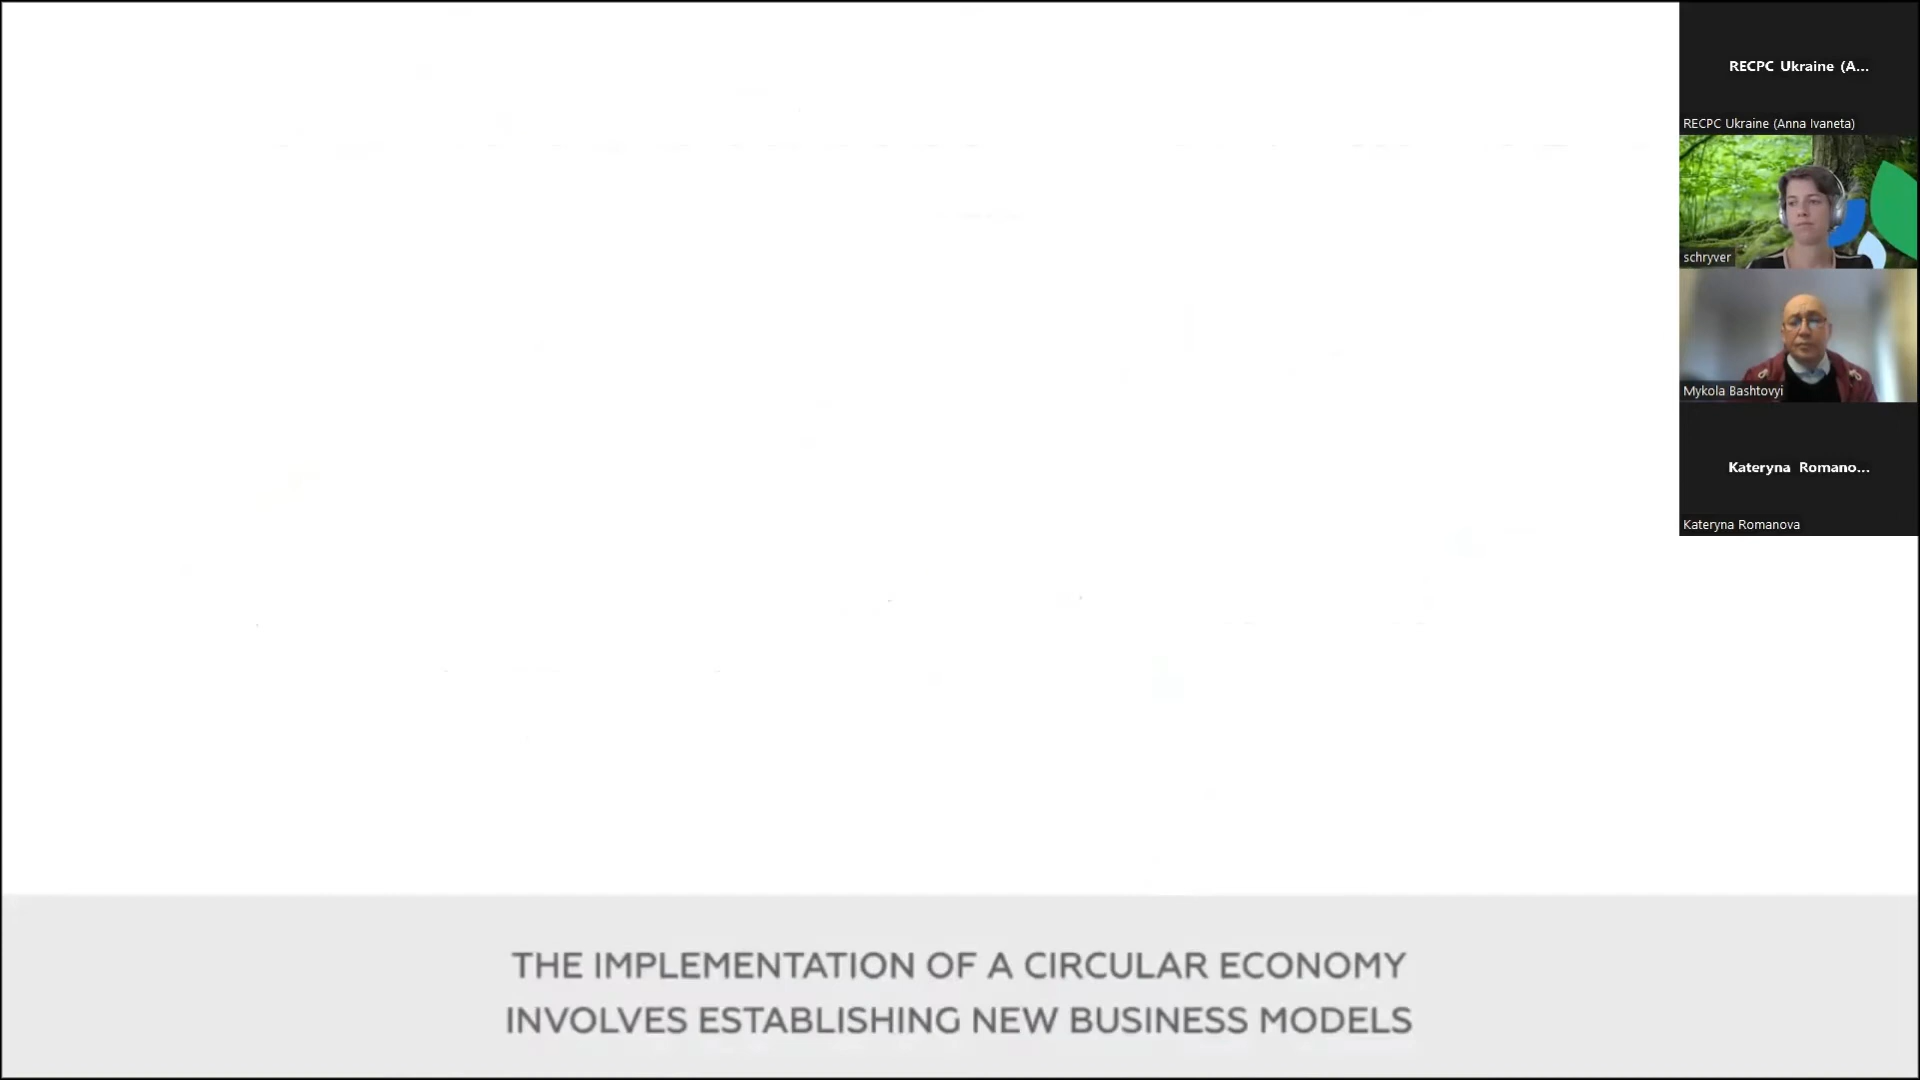 RECPC Ukraine (A...
RECPC Ukraine (Anna Ivaneta)
schryver
Mykola Bashtovyi
Kateryna Romano...
Kateryna Romanova
THE IMPLEMENTATION OF A CIRCULAR ECONOMY
INVOLVES ESTABLISHING NEW BUSINESS MODELS